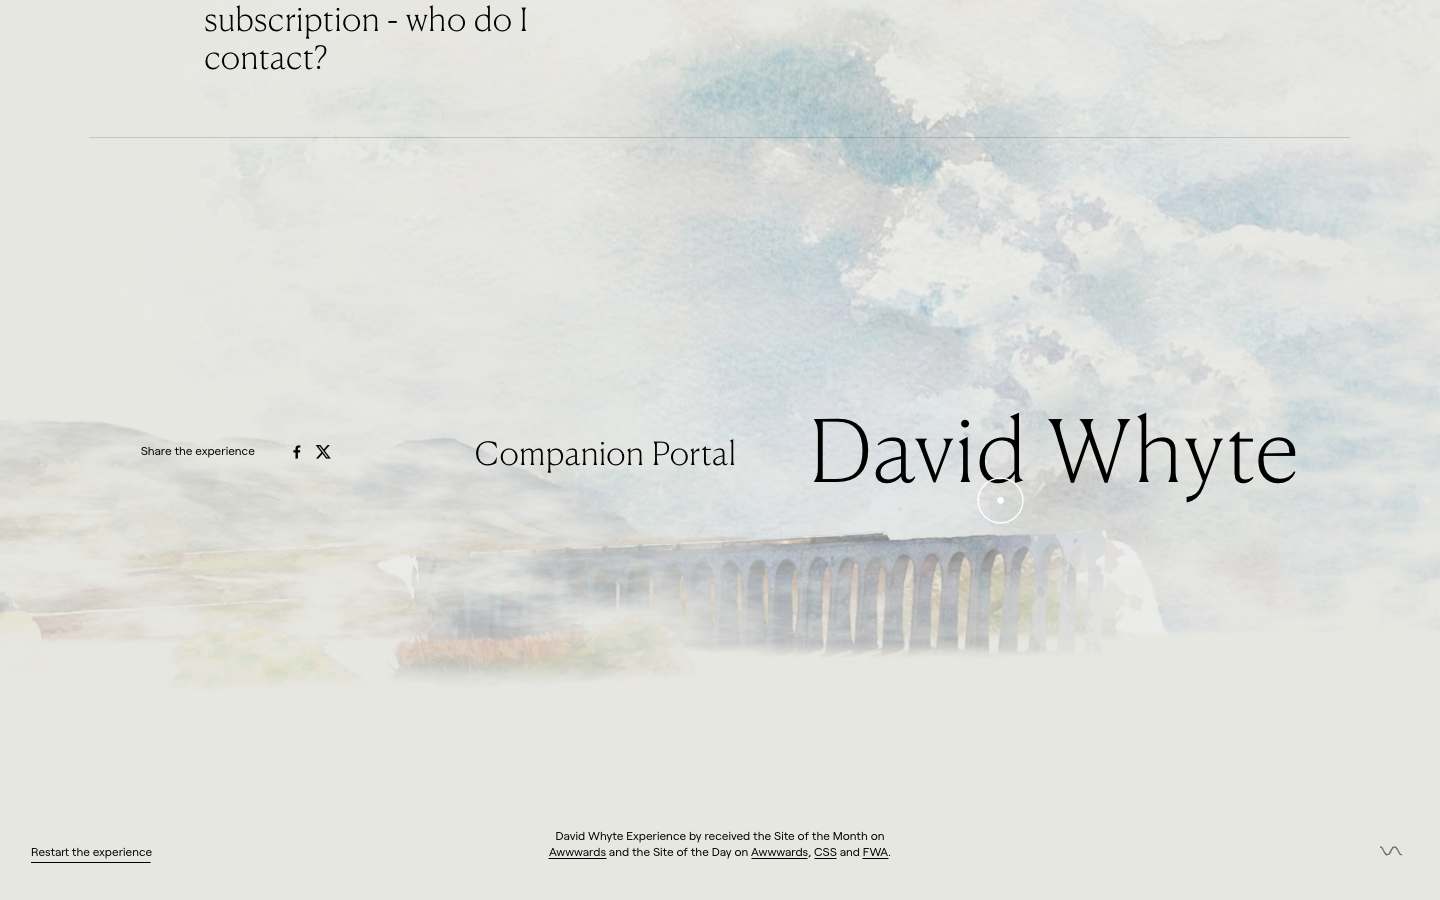 subscription - who do I
contact?
Share the experience
Companion Portal
David Whyte
David Whyte Experience by received the Site of the Month on
Awwwards and the Site of the Day on Awwwards, CSS and FWA.
Restart the experience